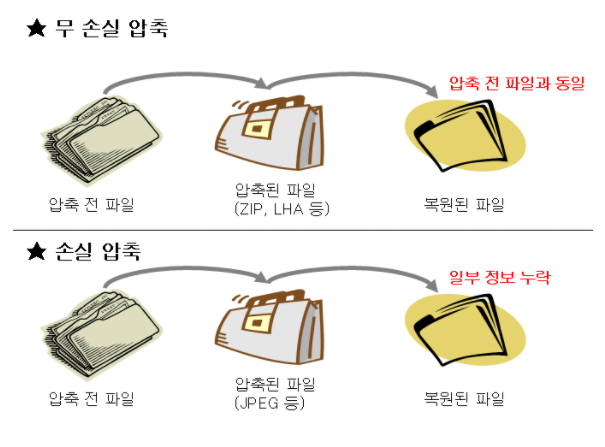 ★ 무 손실 압축
압축 전 파일과 동일
압축 전 파일
압축된 파일
(ZIP, LHA 등)
복원된 파일
★ 손실 압축
일부 정보 누락
압축 전 파일
압축된 파일
(JPEG 등)
복원된 파일